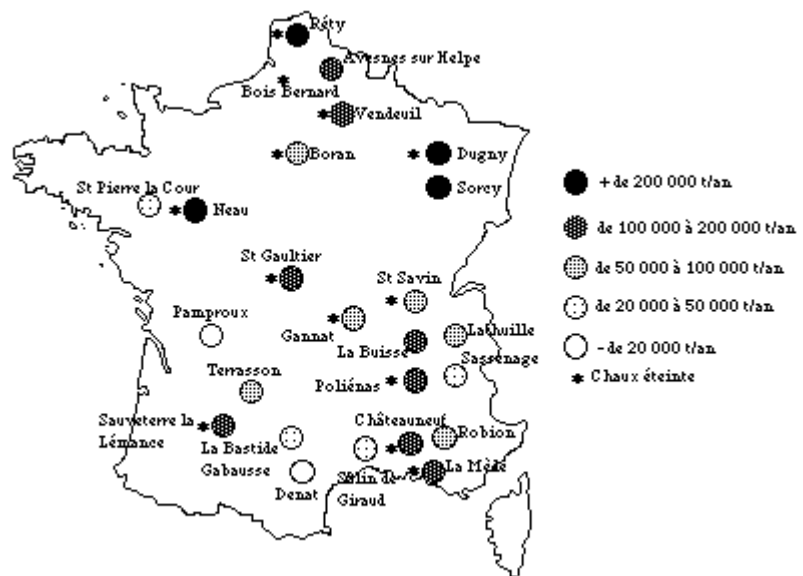 Réty
Avesnes sur Helpe
Bois Bernard
Vendeuil
Boran
Dugny
Sorcy
St Pierre la Cour
Neau
St Gaultier
St Savin
Pamproux
Gannat
La Buisse
Lathuille
Sassenage
Terrasson
Poliénas
Sauveterre la
Lémance
La Bastide
Gabausse
Châteauneuf
Robion
La Mède
Salin de
Giraud
Denat
+ de 200 000 t/an
de 100 000 à 200 000 t/an
de 50 000 à 100 000 t/an
de 20 000 à 50 000 t/an
- de 20 000 t/an
* Chaux éteinte